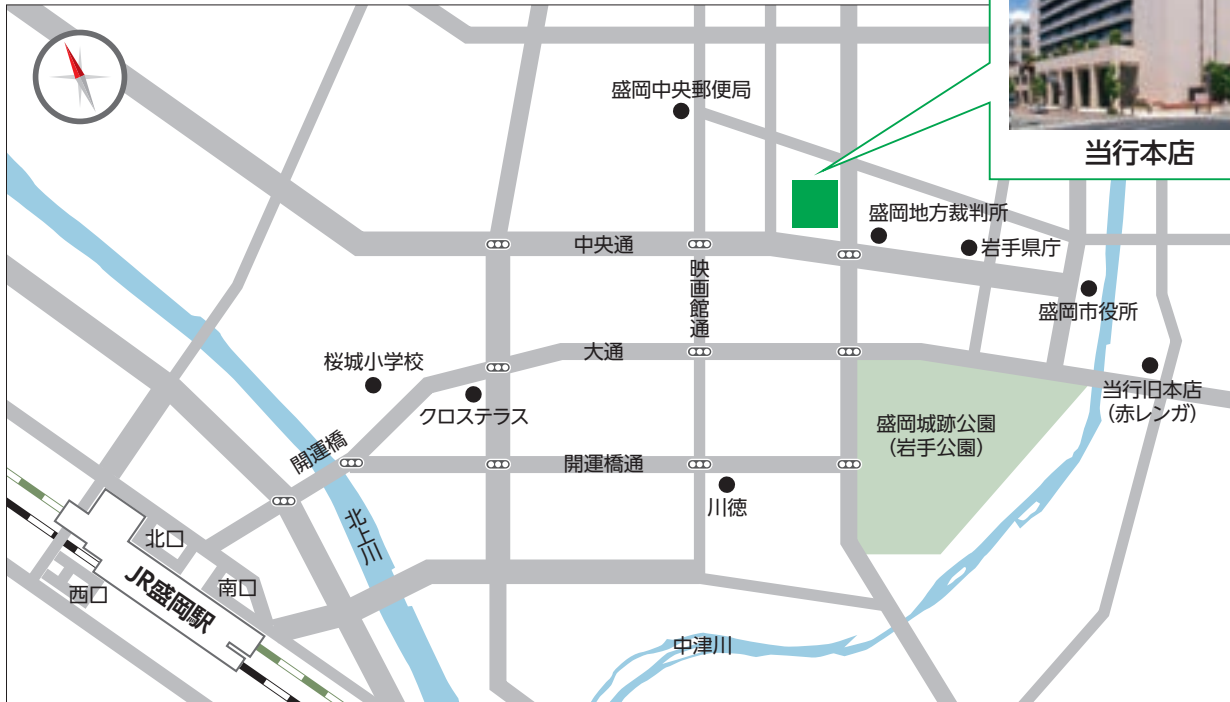 盛岡中央郵便局
当行本店
盛岡地方裁判所
岩手県庁
中央通
映画館通
盛岡市役所
大通
桜城小学校
クロステラス
当行旧本店
(赤レンガ)
盛岡城跡公園
(岩手公園)
開運橋
開運橋通
川徳
北上川
北口
南口
西口
JR盛岡駅
中津川